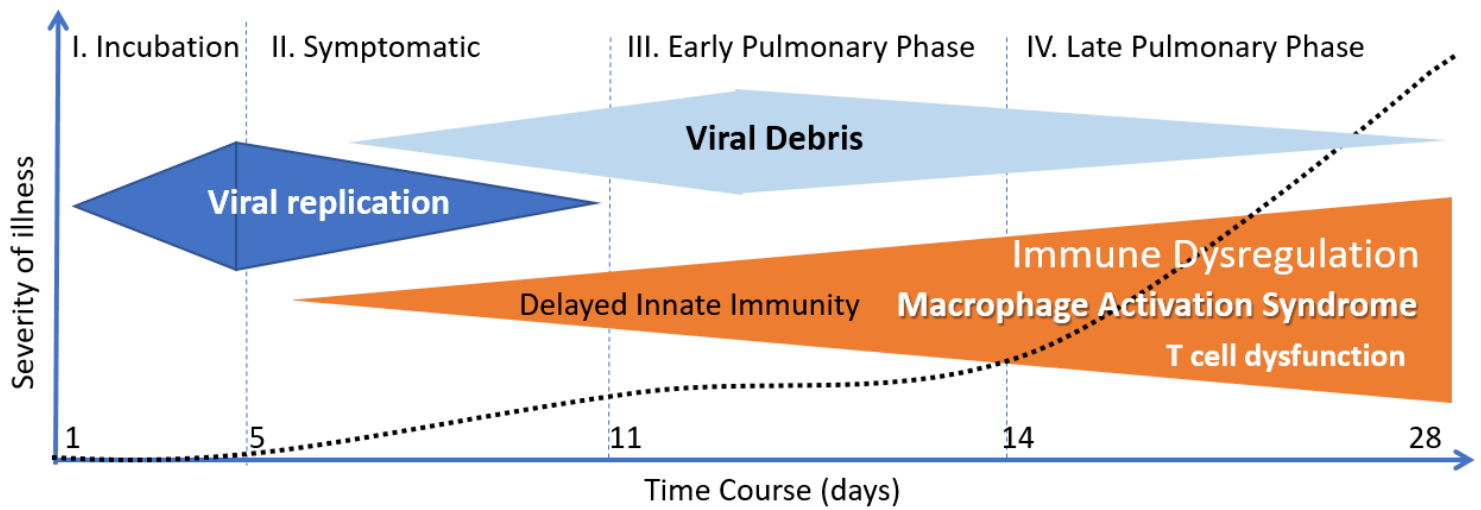 I. Incubation
II. Symptomatic
III. Early Pulmonary Phase
IV. Late Pulmonary Phase
Viral Debris
Viral replication
Immune Dysregulation
Delayed Innate Immunity
Macrophage Activation Syndrome
T cell dysfunction
Severity of illness
1
5
11
14
28
Time Course (days)